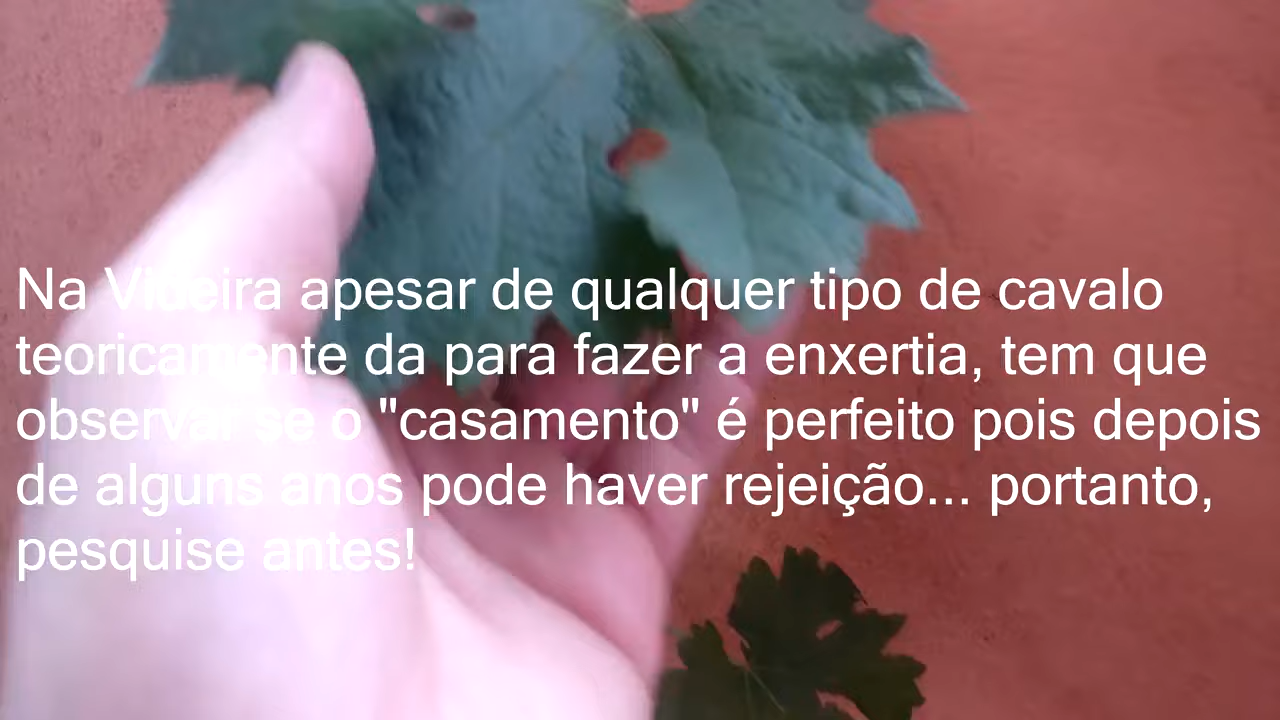 Na Videira apesar de qualquer tipo de cavalo
teoricamente da para fazer a enxertia, tem que
observar se o "casamento" é perfeito pois depois
de alguns anos pode haver rejeição... portanto,
pesquise antes!